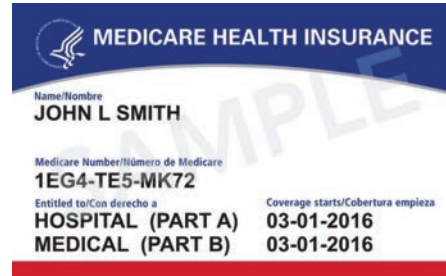 MEDICARE HEALTH INSURANCE
Name/Nombre
JOHN L SMITH
SAMPLE
Medicare Number/Número de Medicare
1EG4-TE5-MK72
Entitled to/Con derecho a Coverage starts/Cobertura empieza
HOSPITAL (PART A) 03-01-2016
MEDICAL (PART B) 03-01-2016